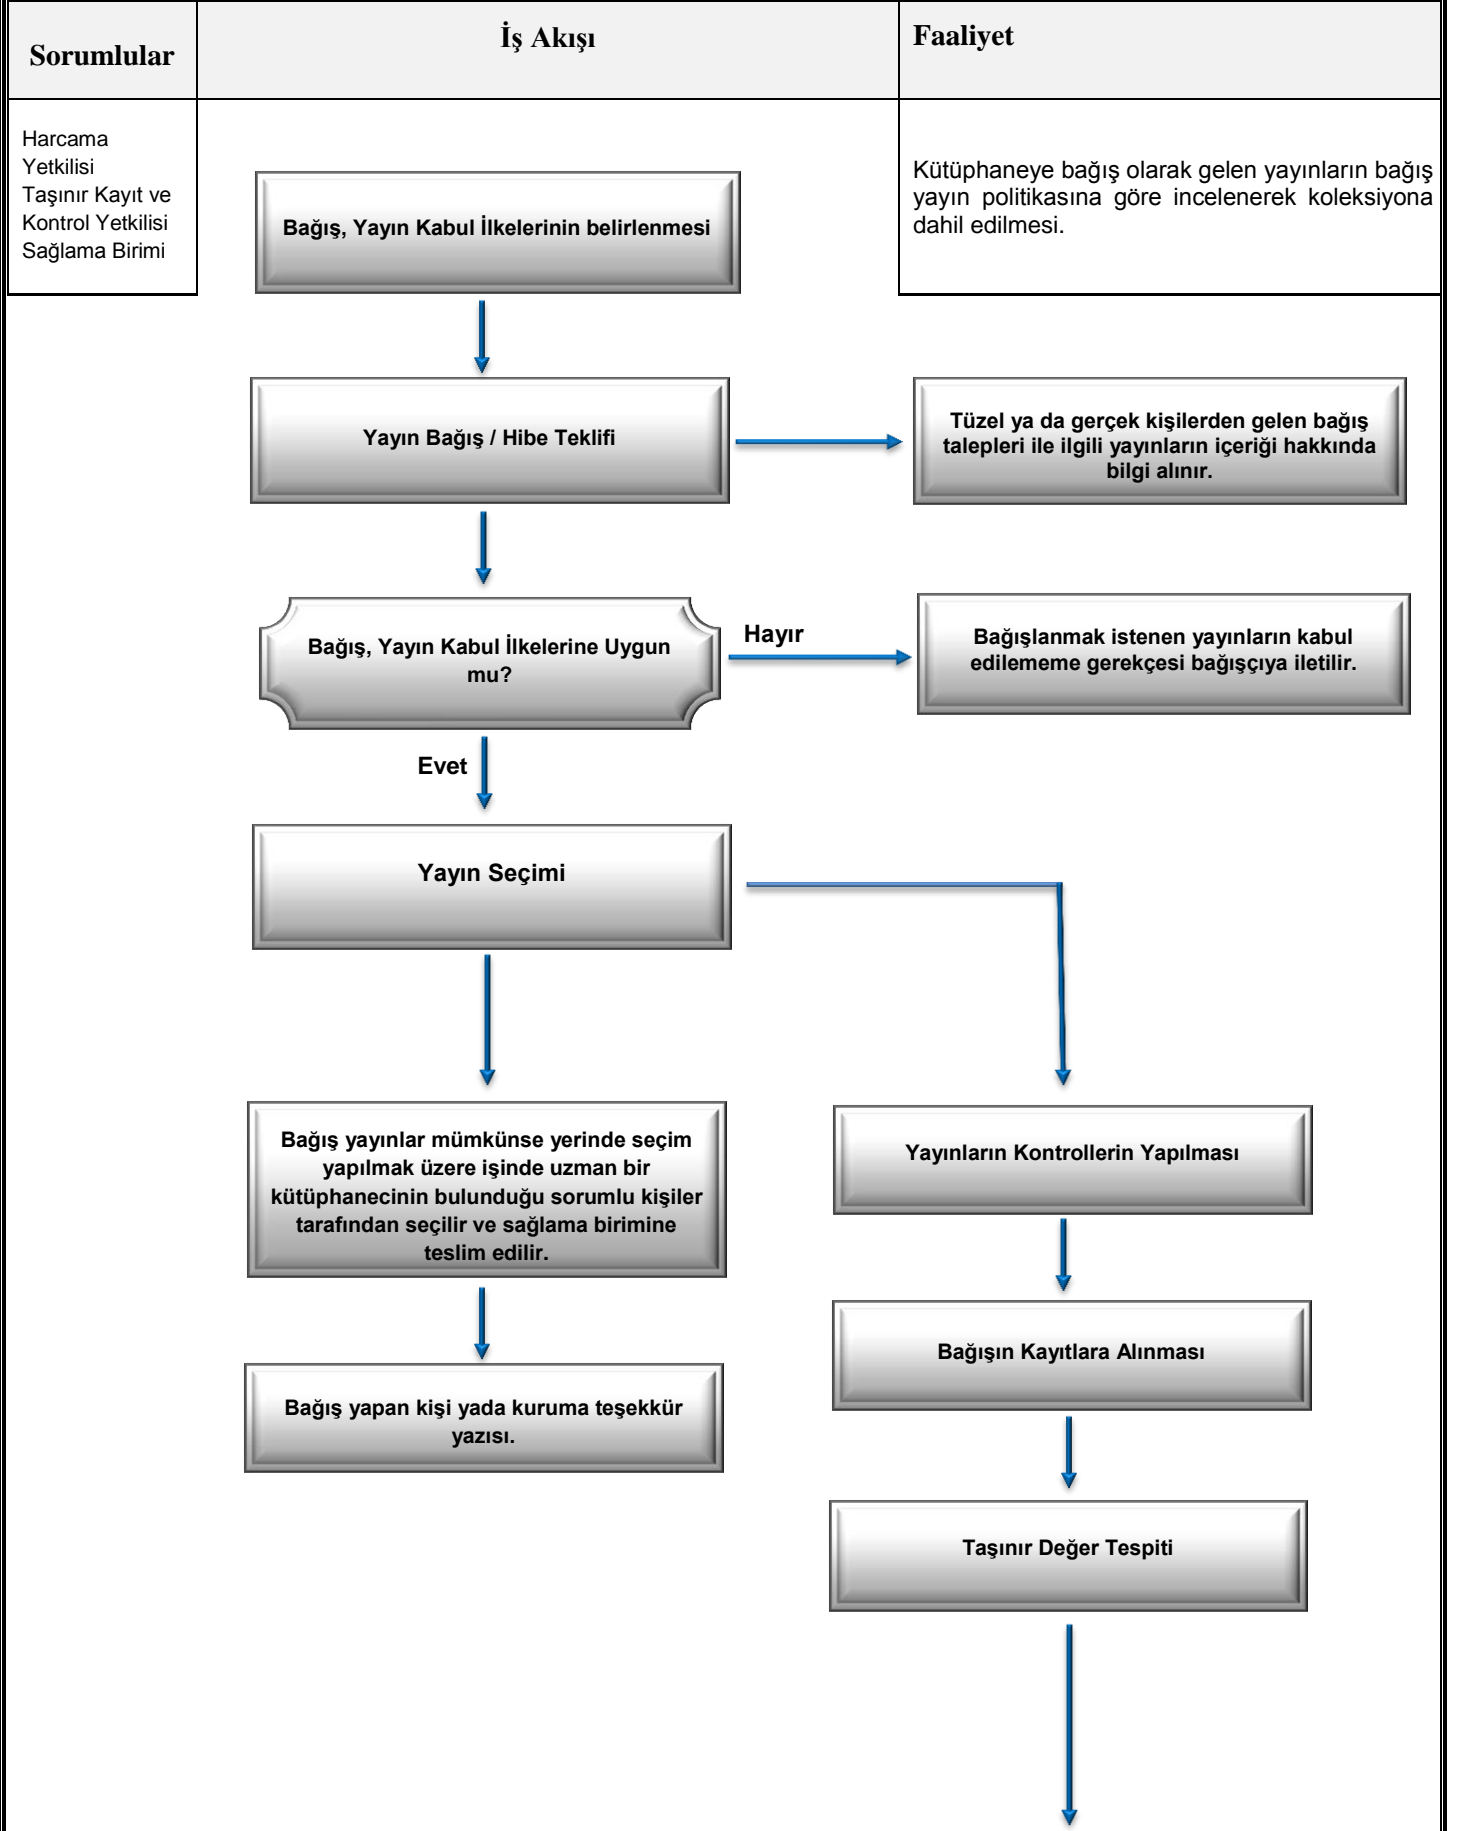 Sorumlular
İş Akışı
Faaliyet
Harcama
Yetkilisi
Taşınır Kayıt ve
Kontrol Yetkilisi
Sağlama Birimi
Kütüphaneye bağış olarak gelen yayınların bağış
yayın politikasına göre incelenerek koleksiyona
dahil edilmesi.
Bağış, Yayın Kabul İlkelerinin belirlenmesi
Yayın Bağış / Hibe Teklifi
Tüzel ya da gerçek kişilerden gelen bağış
talepleri ile ilgili yayınların içeriği hakkında
bilgi alınır.
Bağış, Yayın Kabul İlkelerine Uygun
mu?
Hayır
Bağışlanmak istenen yayınların kabul
edilememe gerekçesi bağışçıya iletilir.
Evet
Yayın Seçimi
Bağış yayınlar mümkünse yerinde seçim
yapılmak üzere işinde uzman bir
kütüphanecinin bulunduğu sorumlu kişiler
tarafından seçilir ve sağlama birimine
teslim edilir.
Yayınların Kontrollerin Yapılması
Bağışın Kayıtlara Alınması
Bağış yapan kişi yada kuruma teşekkür
yazısı.
Taşınır Değer Tespiti